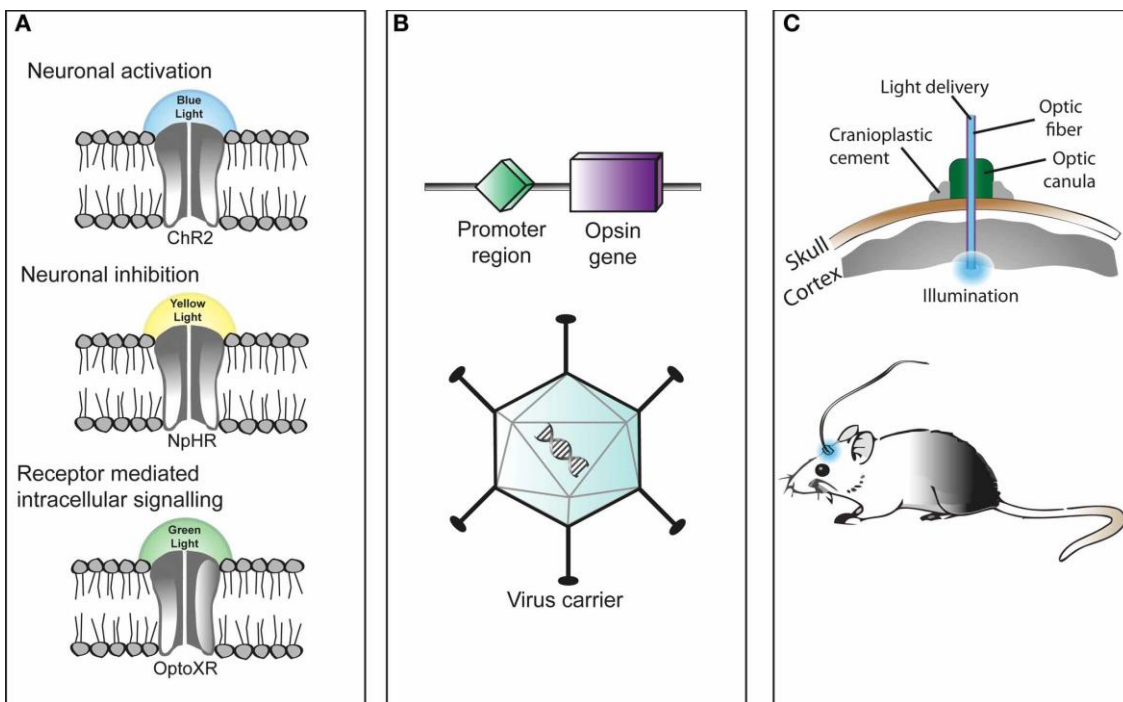 A
Neuronal activation
Blue
Light
ChR2
Neuronal inhibition
Yellow
Light
NpHR
Receptor mediated
intracellular signalling
Green
Light
OptoXR
B
Promoter
region
Opsin
gene
Virus carrier
C
Light delivery
Optic
fiber
Cranioplastic
cement
Optic
canula
Skull
Cortex
Illumination